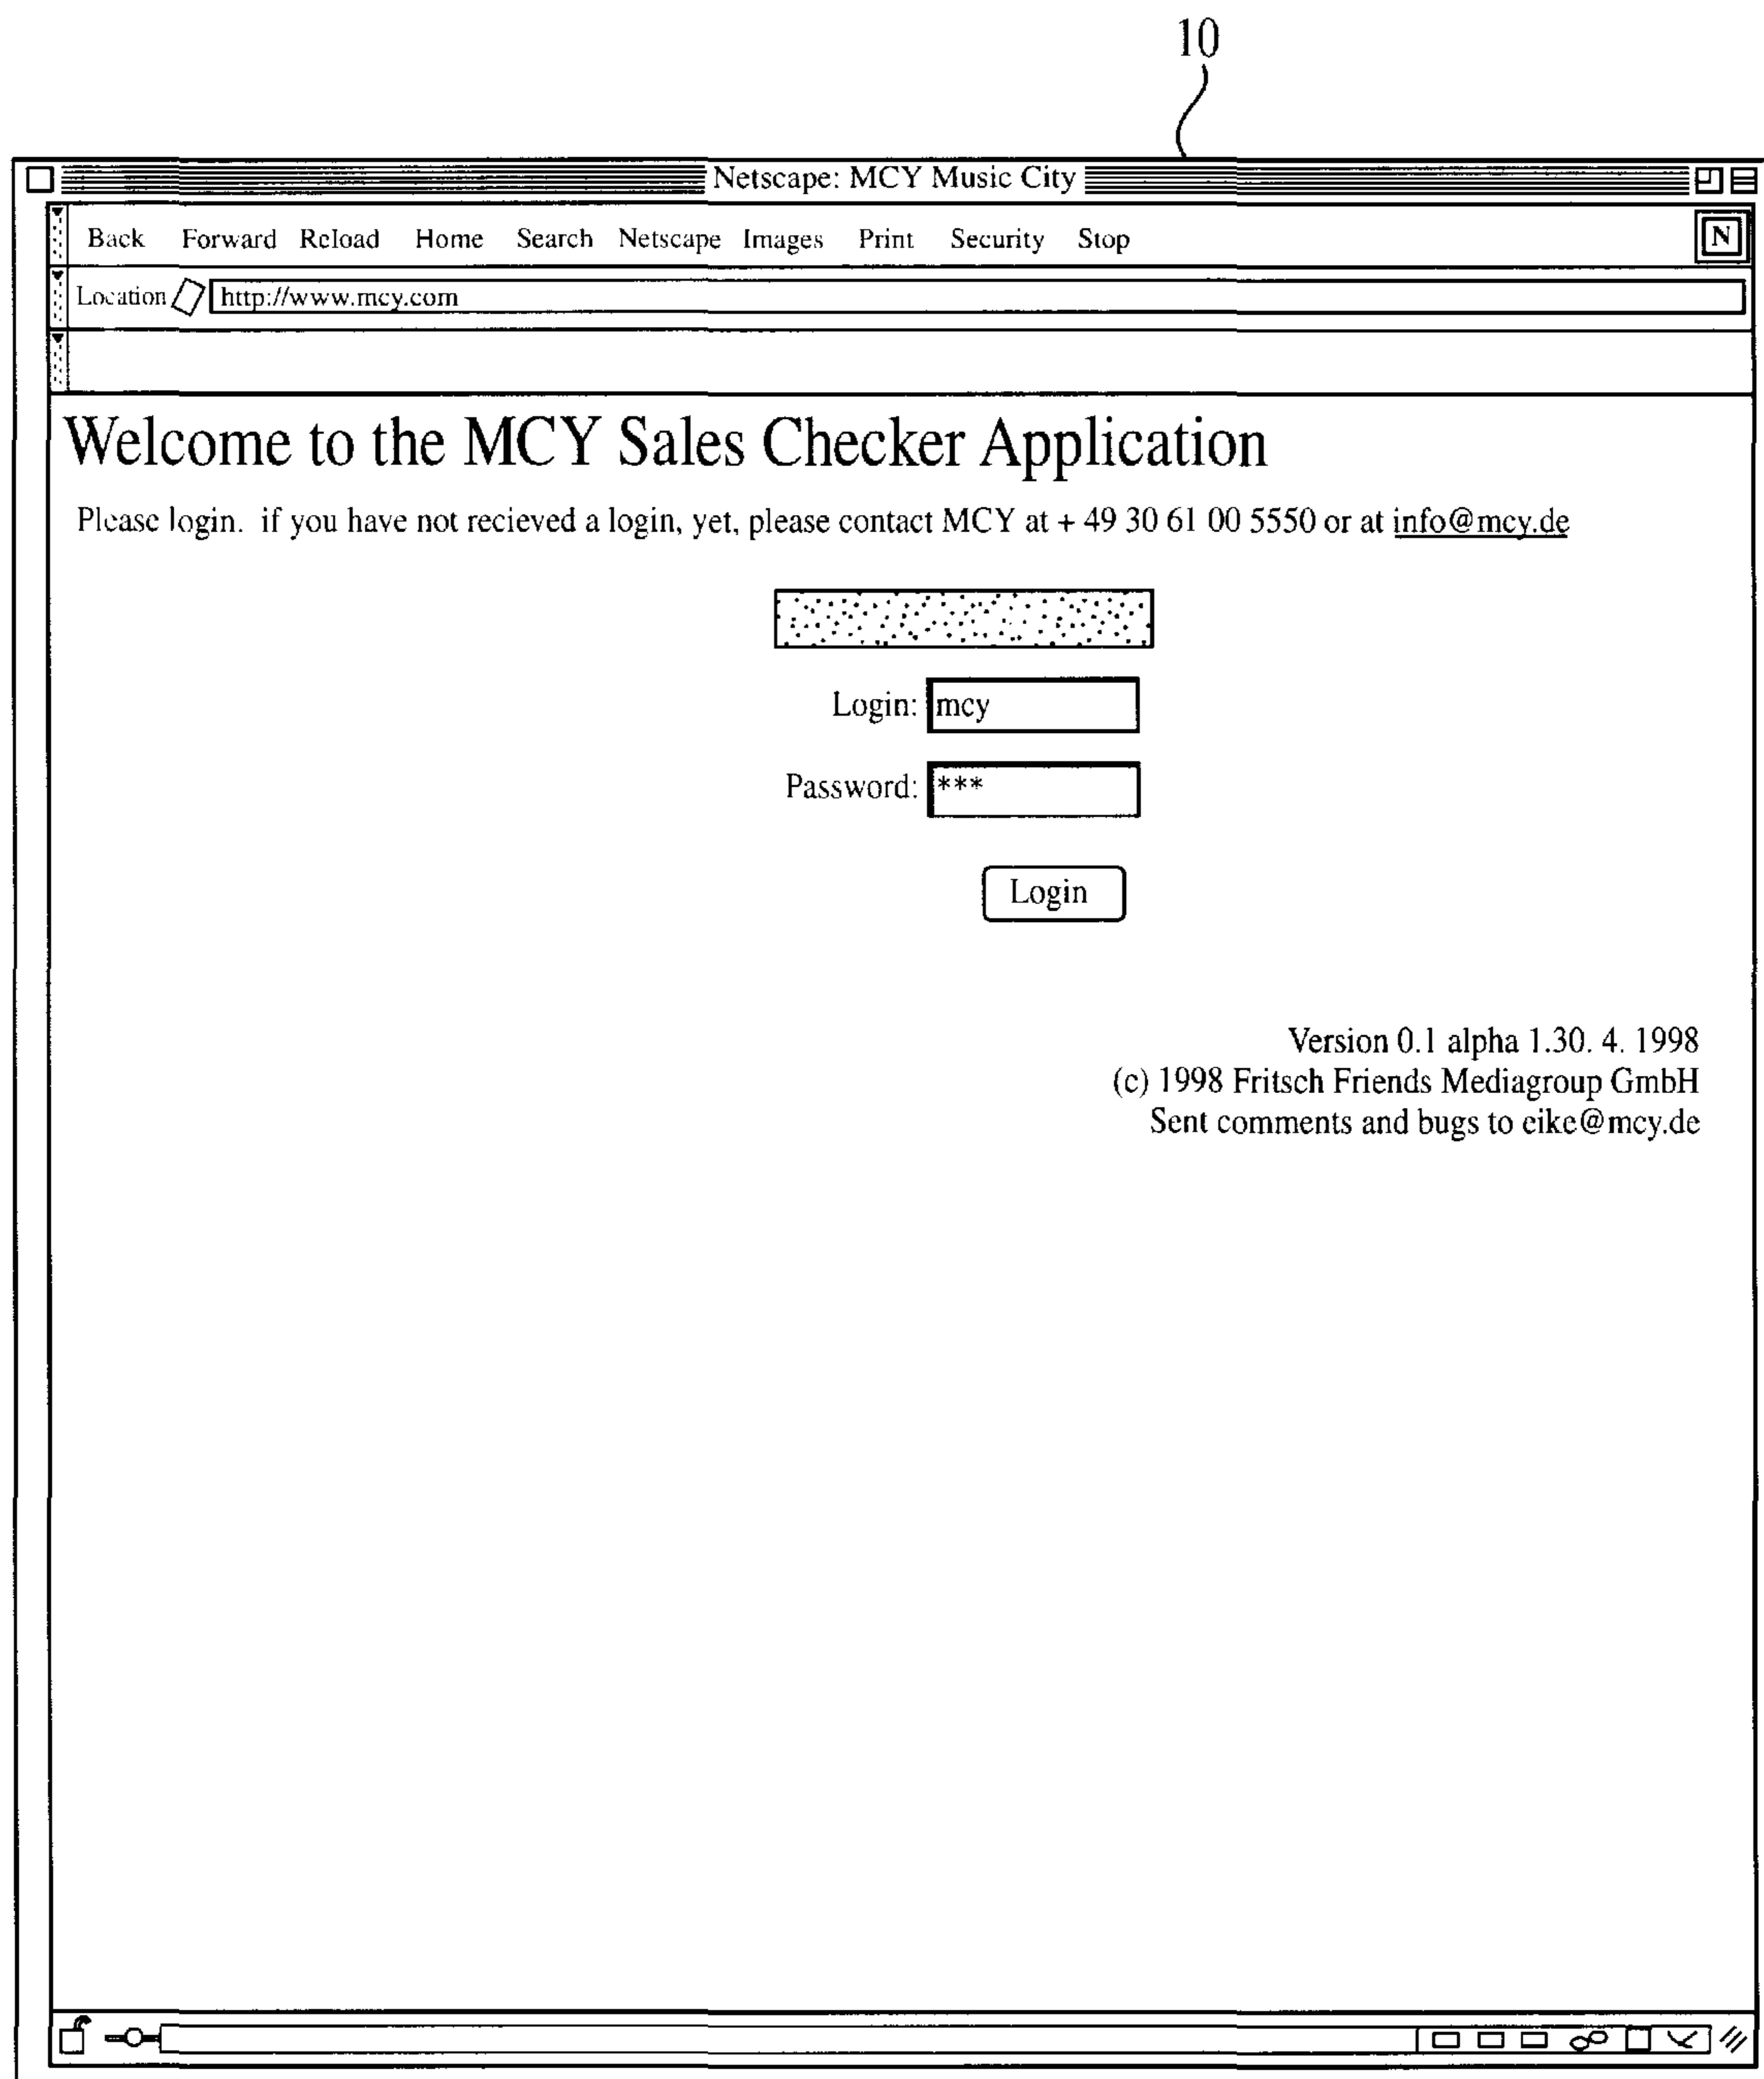 10
Netscape: MCY Music City
Back Forward Reload Home Search Netscape Images Print Security Stop
N
Location http://www.mcy.com
Welcome to the MCY Sales Checker Application
Please login. if you have not recieved a login, yet, please contact MCY at + 49 30 61 00 5550 or at info@mcy.de
Login: mcy
Password: ***
Login
Version 0.1 alpha 1.30. 4. 1998
(c) 1998 Fritsch Friends Mediagroup GmbH
Sent comments and bugs to eike@mcy.de